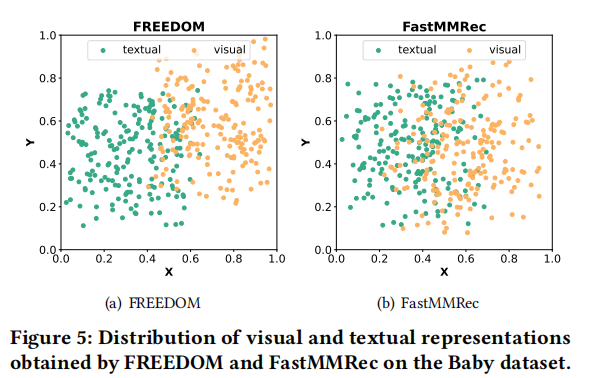 FREEDOM
textual visual
Y
1.0
0.8
0.6
0.4
0.2
0.0
0.0 0.2 0.4 0.6 0.8 1.0
X
(a) FREEDOM
FastMMRec
textual visual
Y
1.0
0.8
0.6
0.4
0.2
0.0
0.0 0.2 0.4 0.6 0.8 1.0
X
(b) FastMMRec
Figure 5: Distribution of visual and textual representations
obtained by FREEDOM and FastMMRec on the Baby dataset.